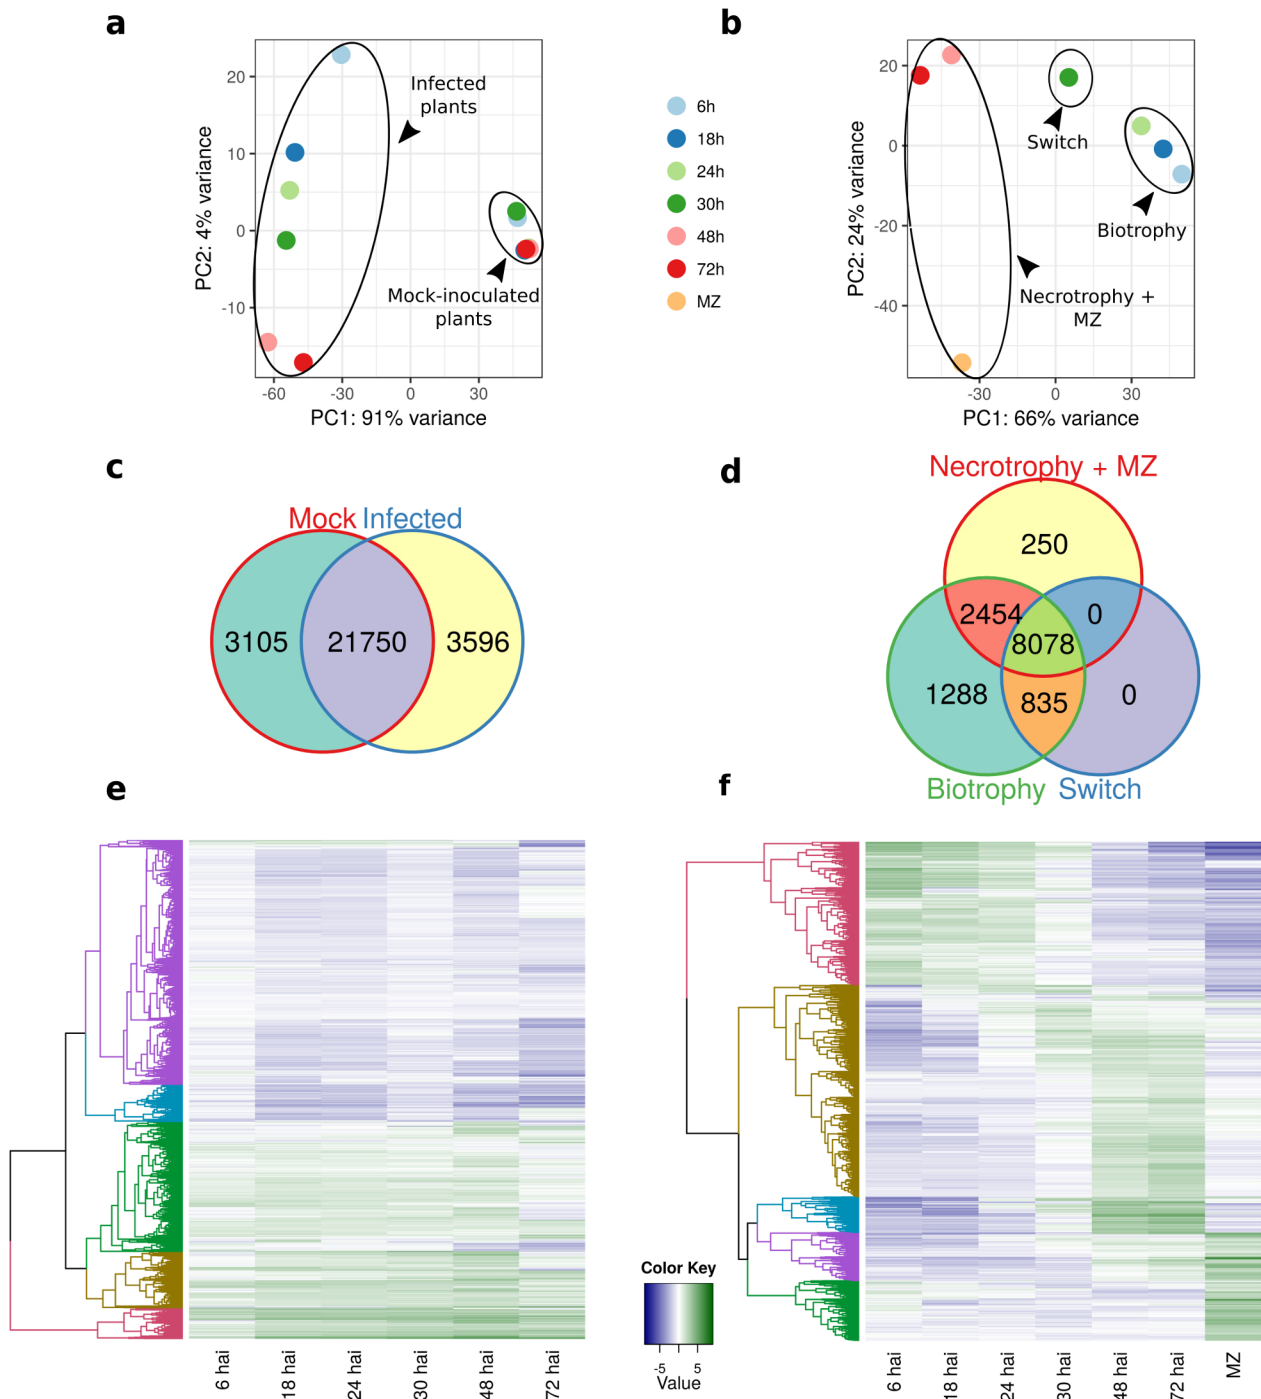 a
PC2: 4% variance
20
10
0
-10
-60
-30
0
30
PC1: 91% variance
Infected
plants
Mock-inoculated
plants
6h
18h
24h
30h
48h
72h
MZ
b
PC2: 24% variance
20
0
-20
-40
-30
0
30
PC1: 66% variance
Switch
Biotrophy
Necrotrophy +
MZ
c
Mock
Infected
3105
21750
3596
d
Necrotrophy + MZ
250
2454
0
8078
1288
835
0
Biotrophy
Switch
e
6 hai
18 hai
24 hai
30 hai
48 hai
72 hai
f
Color Key
-5
5
Value
6 hai
18 hai
24 hai
30 hai
48 hai
72 hai
MZ